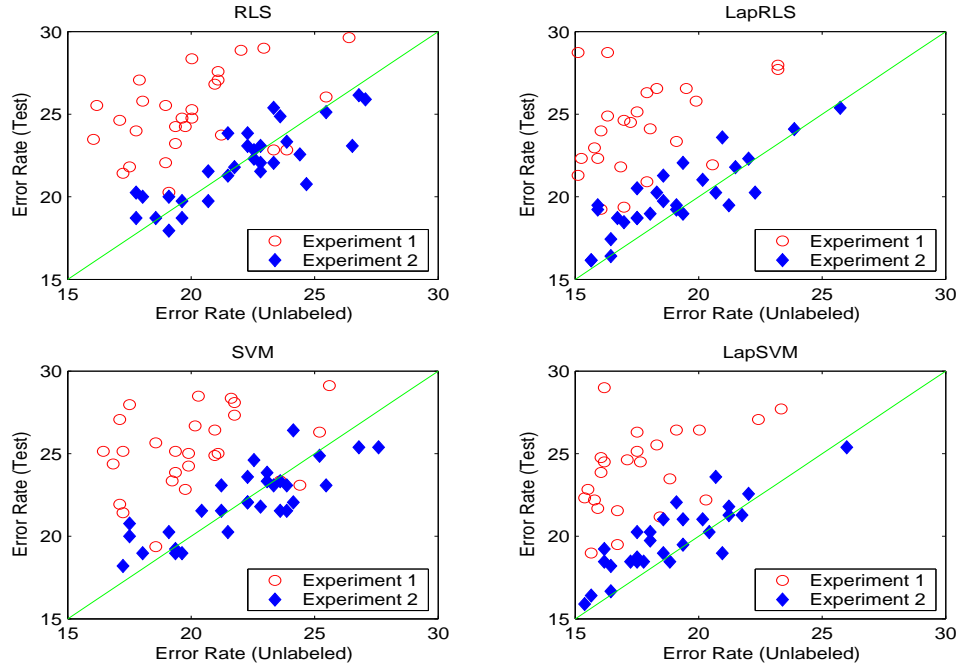 RLS
30
25
20
15
15
20
25
30
Error Rate (Test)
Error Rate (Unlabeled)
Experiment 1
Experiment 2
LapRLS
30
25
20
15
15
20
25
30
Error Rate (Test)
Error Rate (Unlabeled)
Experiment 1
Experiment 2
SVM
30
25
20
15
15
20
25
30
Error Rate (Test)
Error Rate (Unlabeled)
Experiment 1
Experiment 2
LapSVM
30
25
20
15
15
20
25
30
Error Rate (Test)
Error Rate (Unlabeled)
Experiment 1
Experiment 2